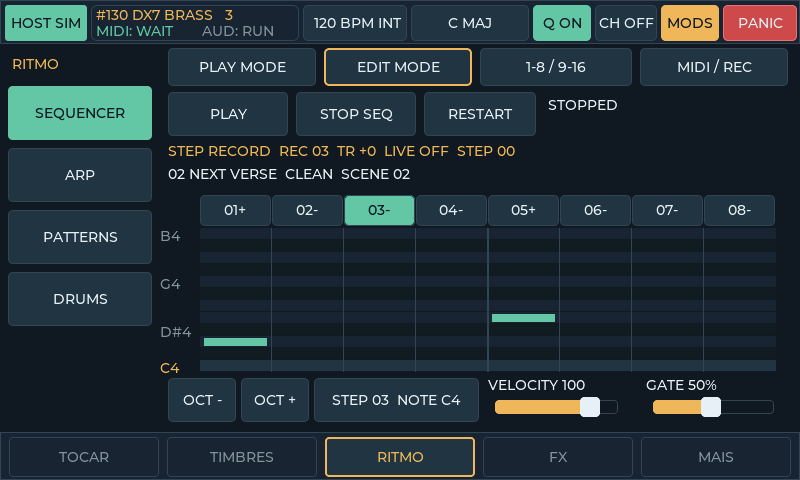 HOST SIM
#130 DX7 BRASS   3
MIDI: WAIT   AUD: RUN
120 BPM INT
C MAJ
Q ON
CH OFF
MODS
PANIC
RITMO
PLAY MODE
EDIT MODE
1-8 / 9-16
MIDI / REC
SEQUENCER
ARP
PATTERNS
DRUMS
PLAY
STOP SEQ
RESTART
STOPPED
STEP RECORD  REC 03  TR +0  LIVE OFF  STEP 00
02 NEXT VERSE  CLEAN  SCENE 02
01+
02-
03-
04-
05+
06-
07-
08-
B4
G4
D#4
C4
OCT -
OCT +
STEP 03  NOTE C4
VELOCITY 100
GATE 50%
TOCAR
TIMBRES
RITMO
FX
MAIS